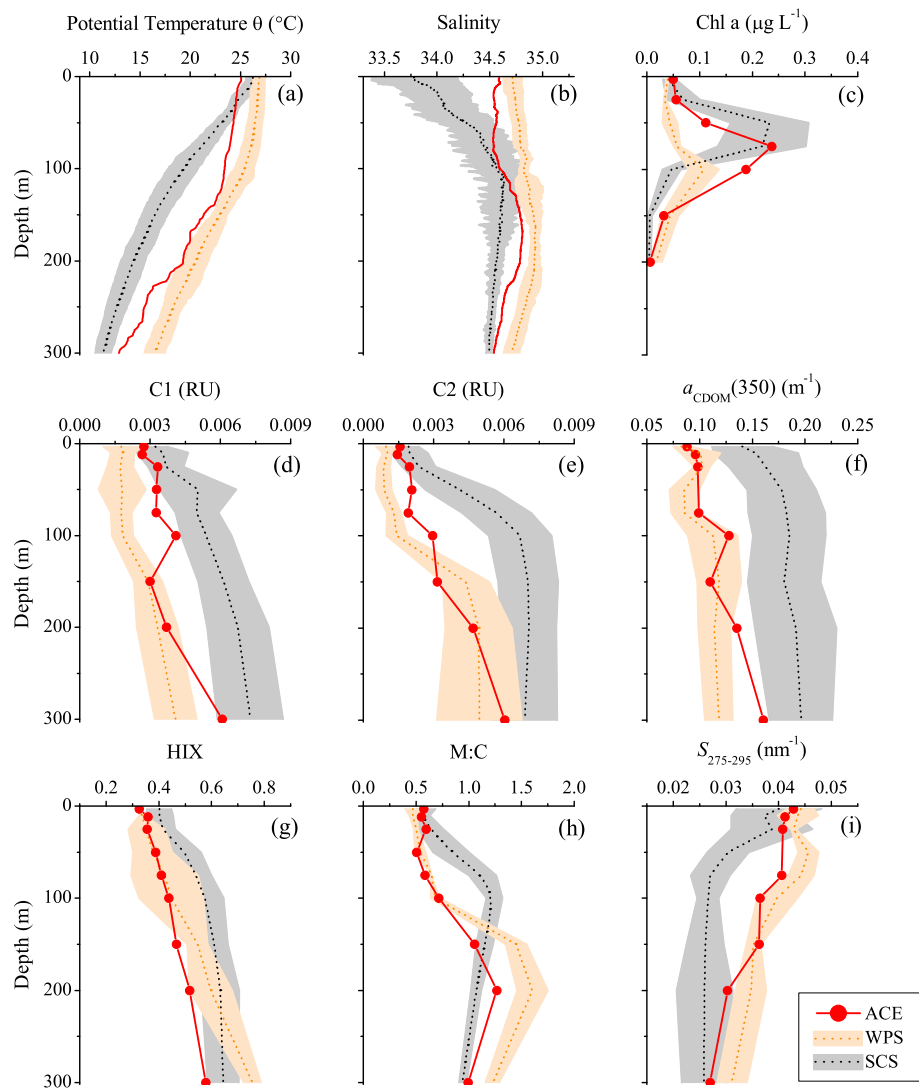 Potential Temperature θ (°C) Salinity Chl a (μg L⁻¹)
10 15 20 25 30 33.5 34.0 34.5 35.0 0.0 0.1 0.2 0.3 0.4
0 (a) (b) (c)
100
200
300
Depth (m)
C1 (RU) C2 (RU) a_CDOM(350) (m⁻¹)
0.000 0.003 0.006 0.009 0.000 0.003 0.006 0.009 0.05 0.10 0.15 0.20 0.25
0 (d) (e) (f)
100
200
300
Depth (m)
HIX M:C S₂₇₅₋₂₉₅ (nm⁻¹)
0.2 0.4 0.6 0.8 0.0 0.5 1.0 1.5 2.0 0.02 0.03 0.04 0.05
0 (g) (h) (i)
100
200
300
Depth (m)
ACE
WPS
SCS